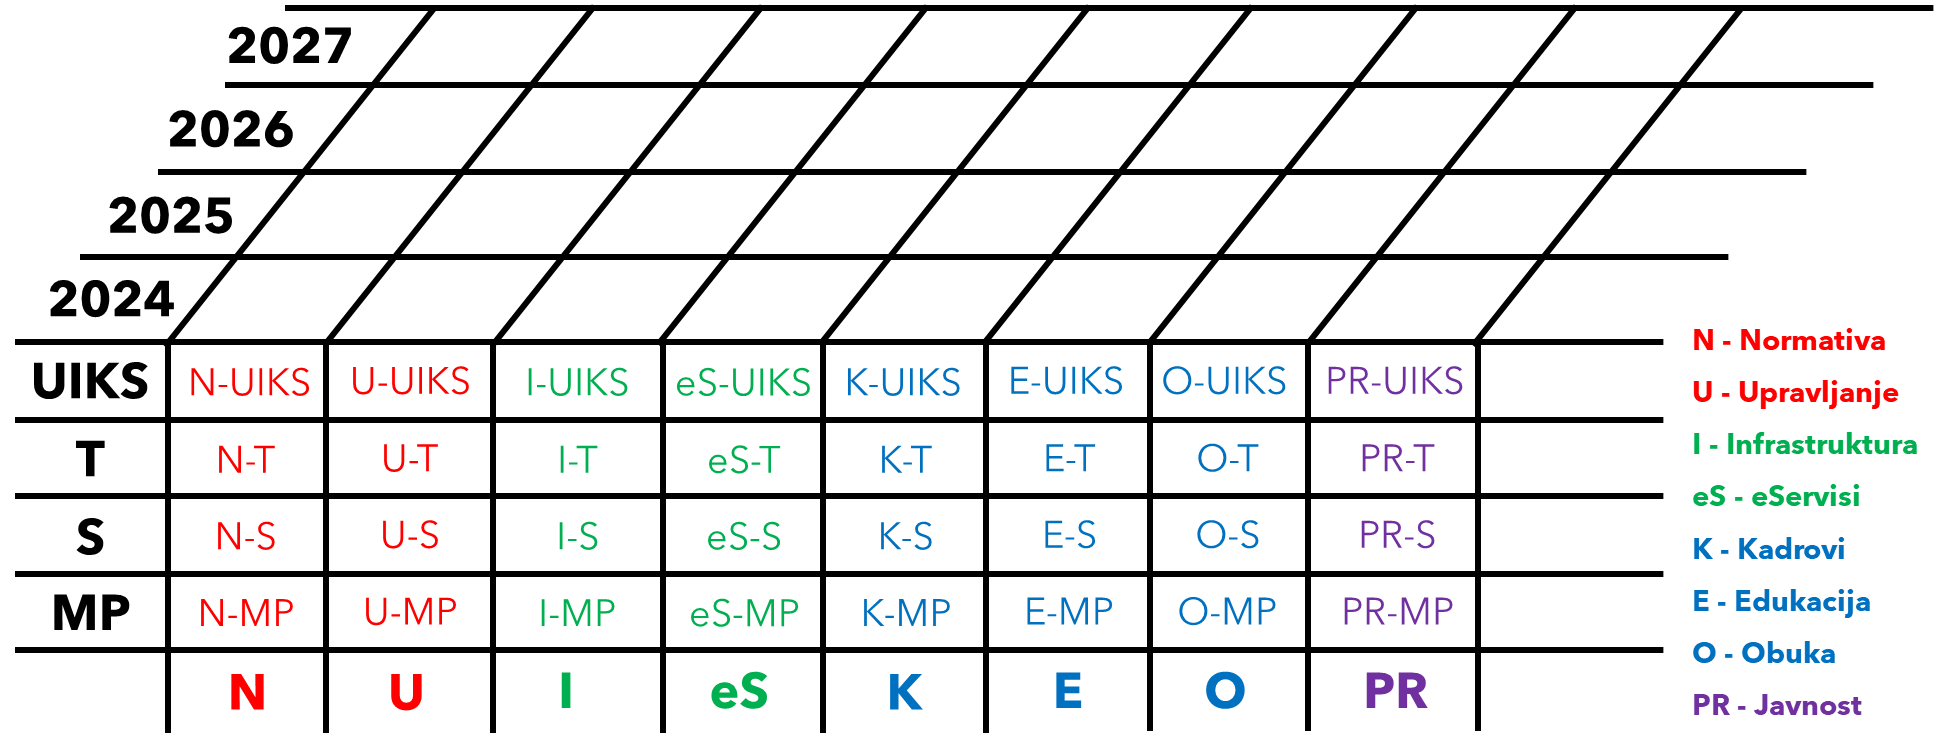 2027
2026
2025
2024
UIKS N-UIKS U-UIKS I-UIKS eS-UIKS K-UIKS E-UIKS O-UIKS PR-UIKS
T N-T U-T I-T eS-T K-T E-T O-T PR-T
S N-S U-S I-S eS-S K-S E-S O-S PR-S
MP N-MP U-MP I-MP eS-MP K-MP E-MP O-MP PR-MP
N U I eS K E O PR
N - Normativa
U - Upravljanje
I - Infrastruktura
eS - eServisi
K - Kadrovi
E - Edukacija
O - Obuka
PR - Javnost